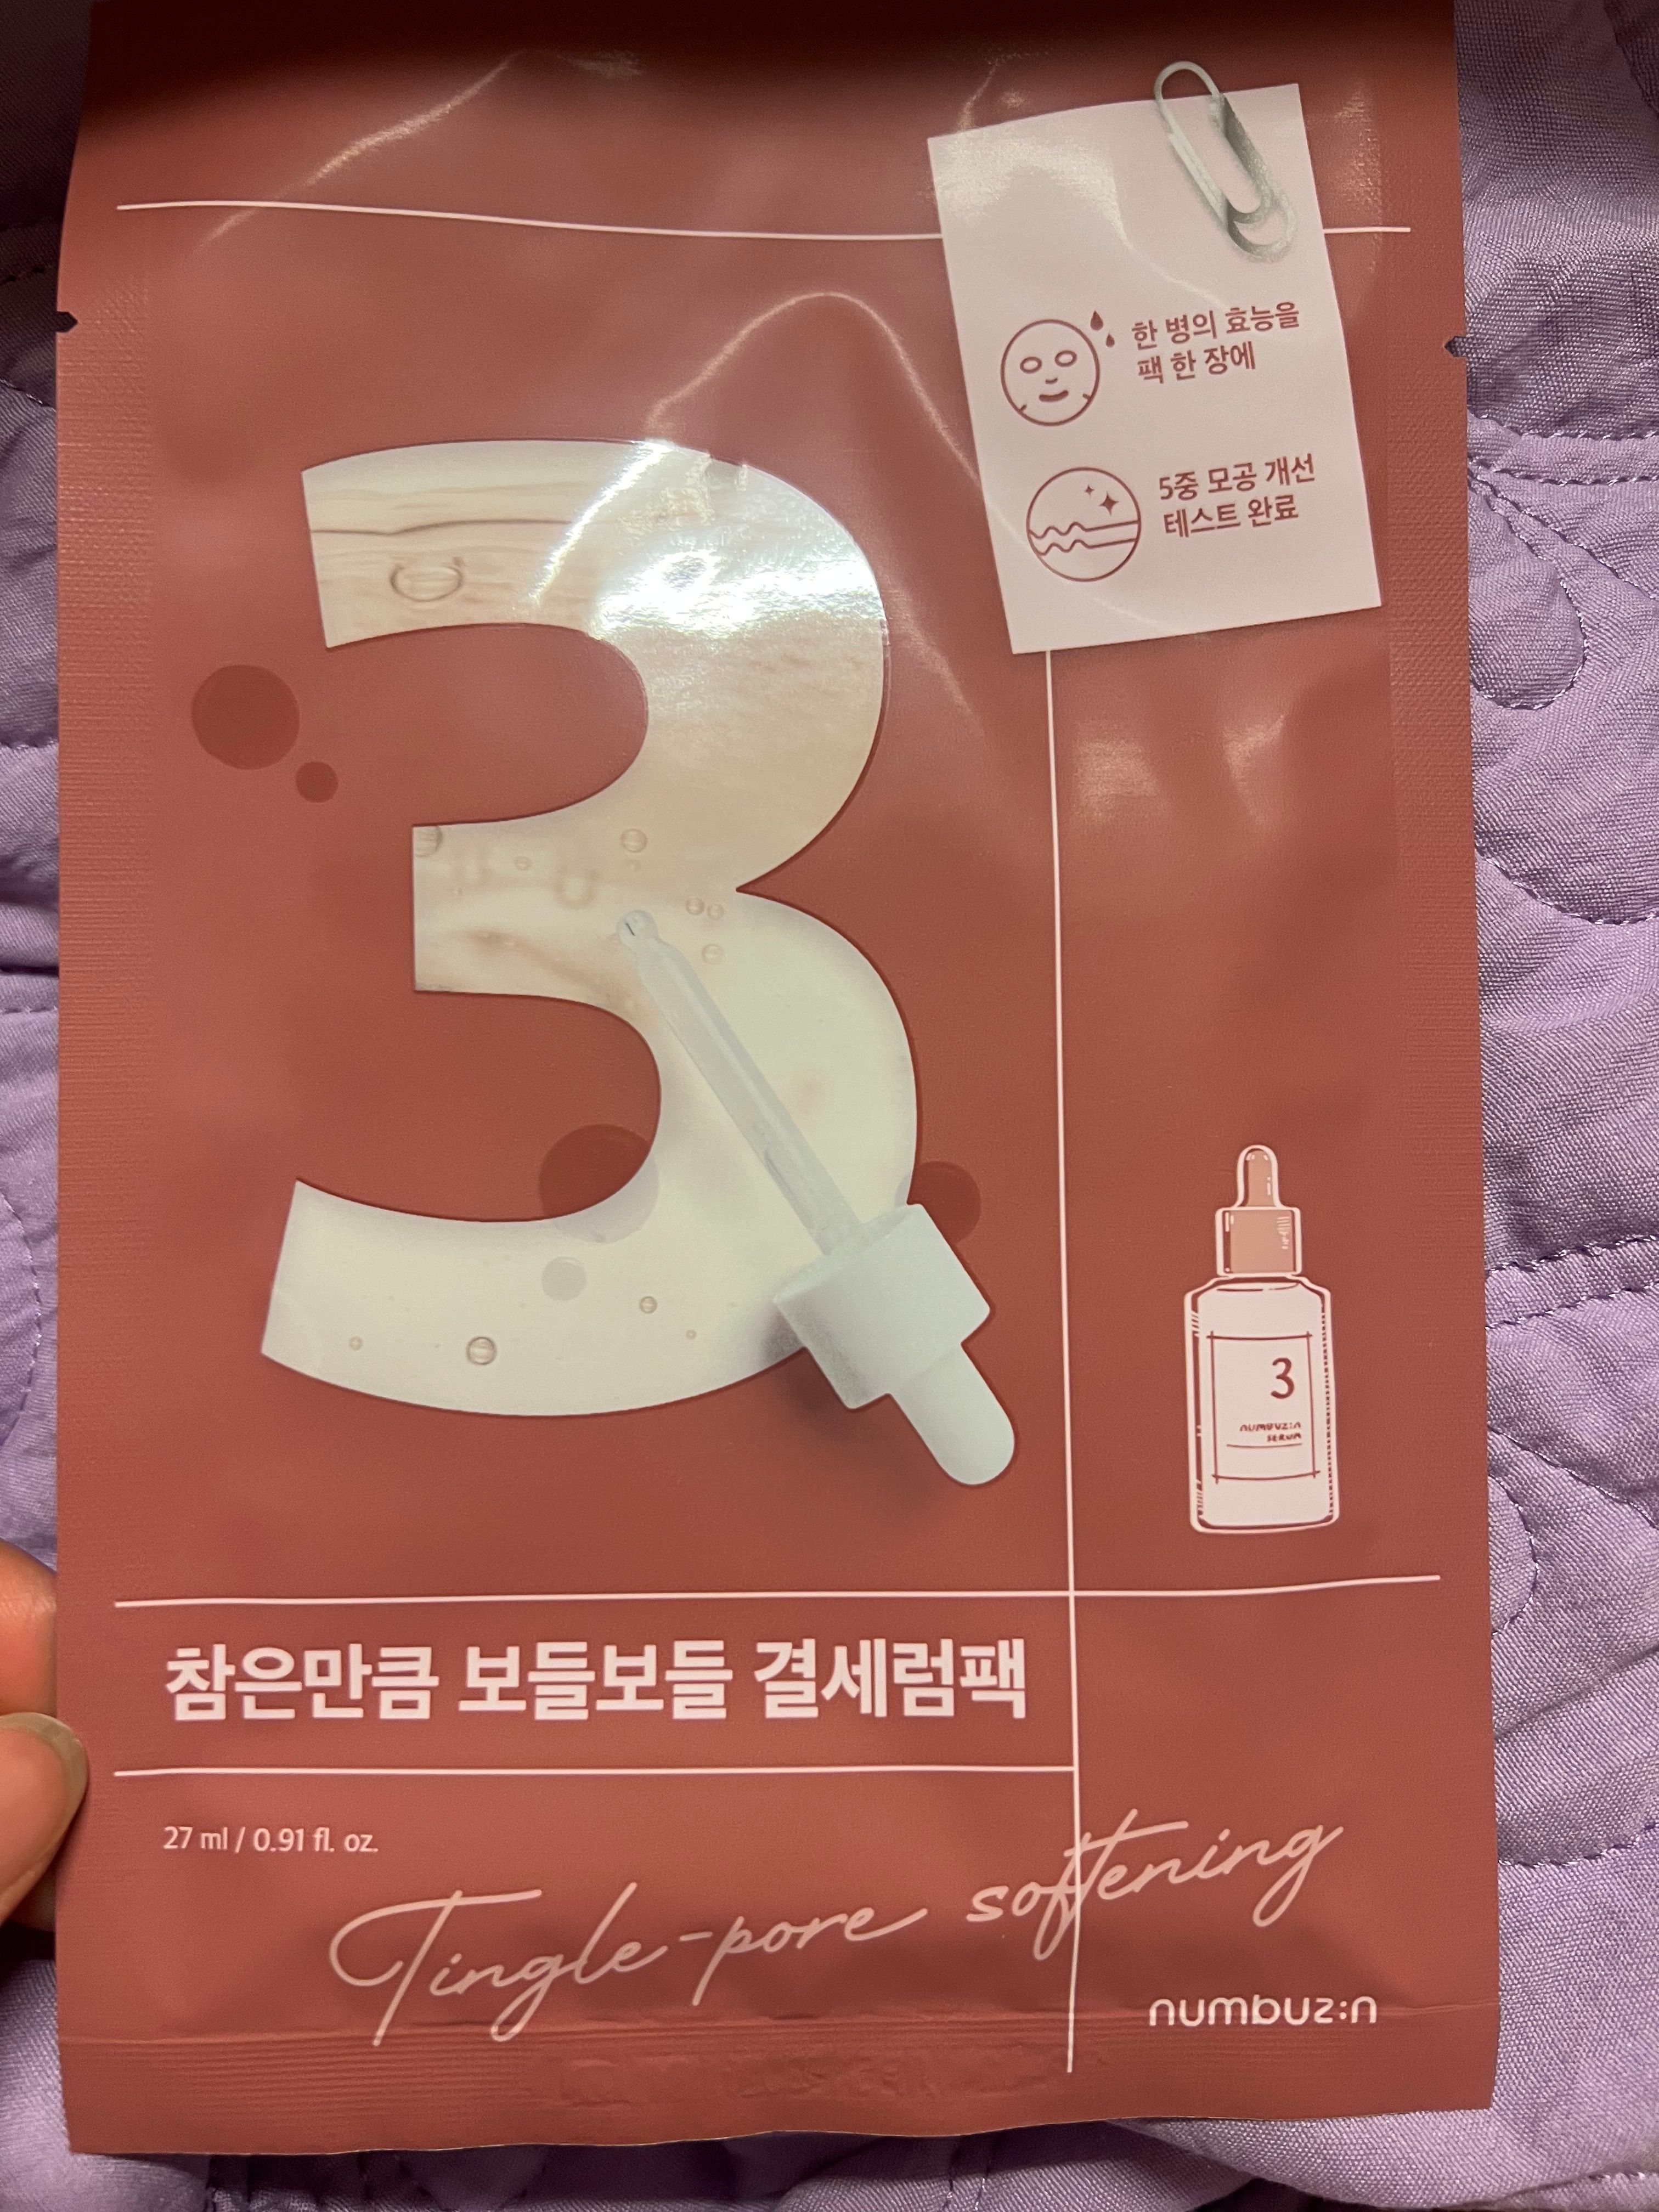 한 병의 효능을
팩 한 장에
5중 모공 개선
테스트 완료
3
3
numbuz:n
SERUM
참은만큼 보들보들 결세럼팩
27 ml / 0.91 fl. oz.
Tingle-pore softening
numbuz:n